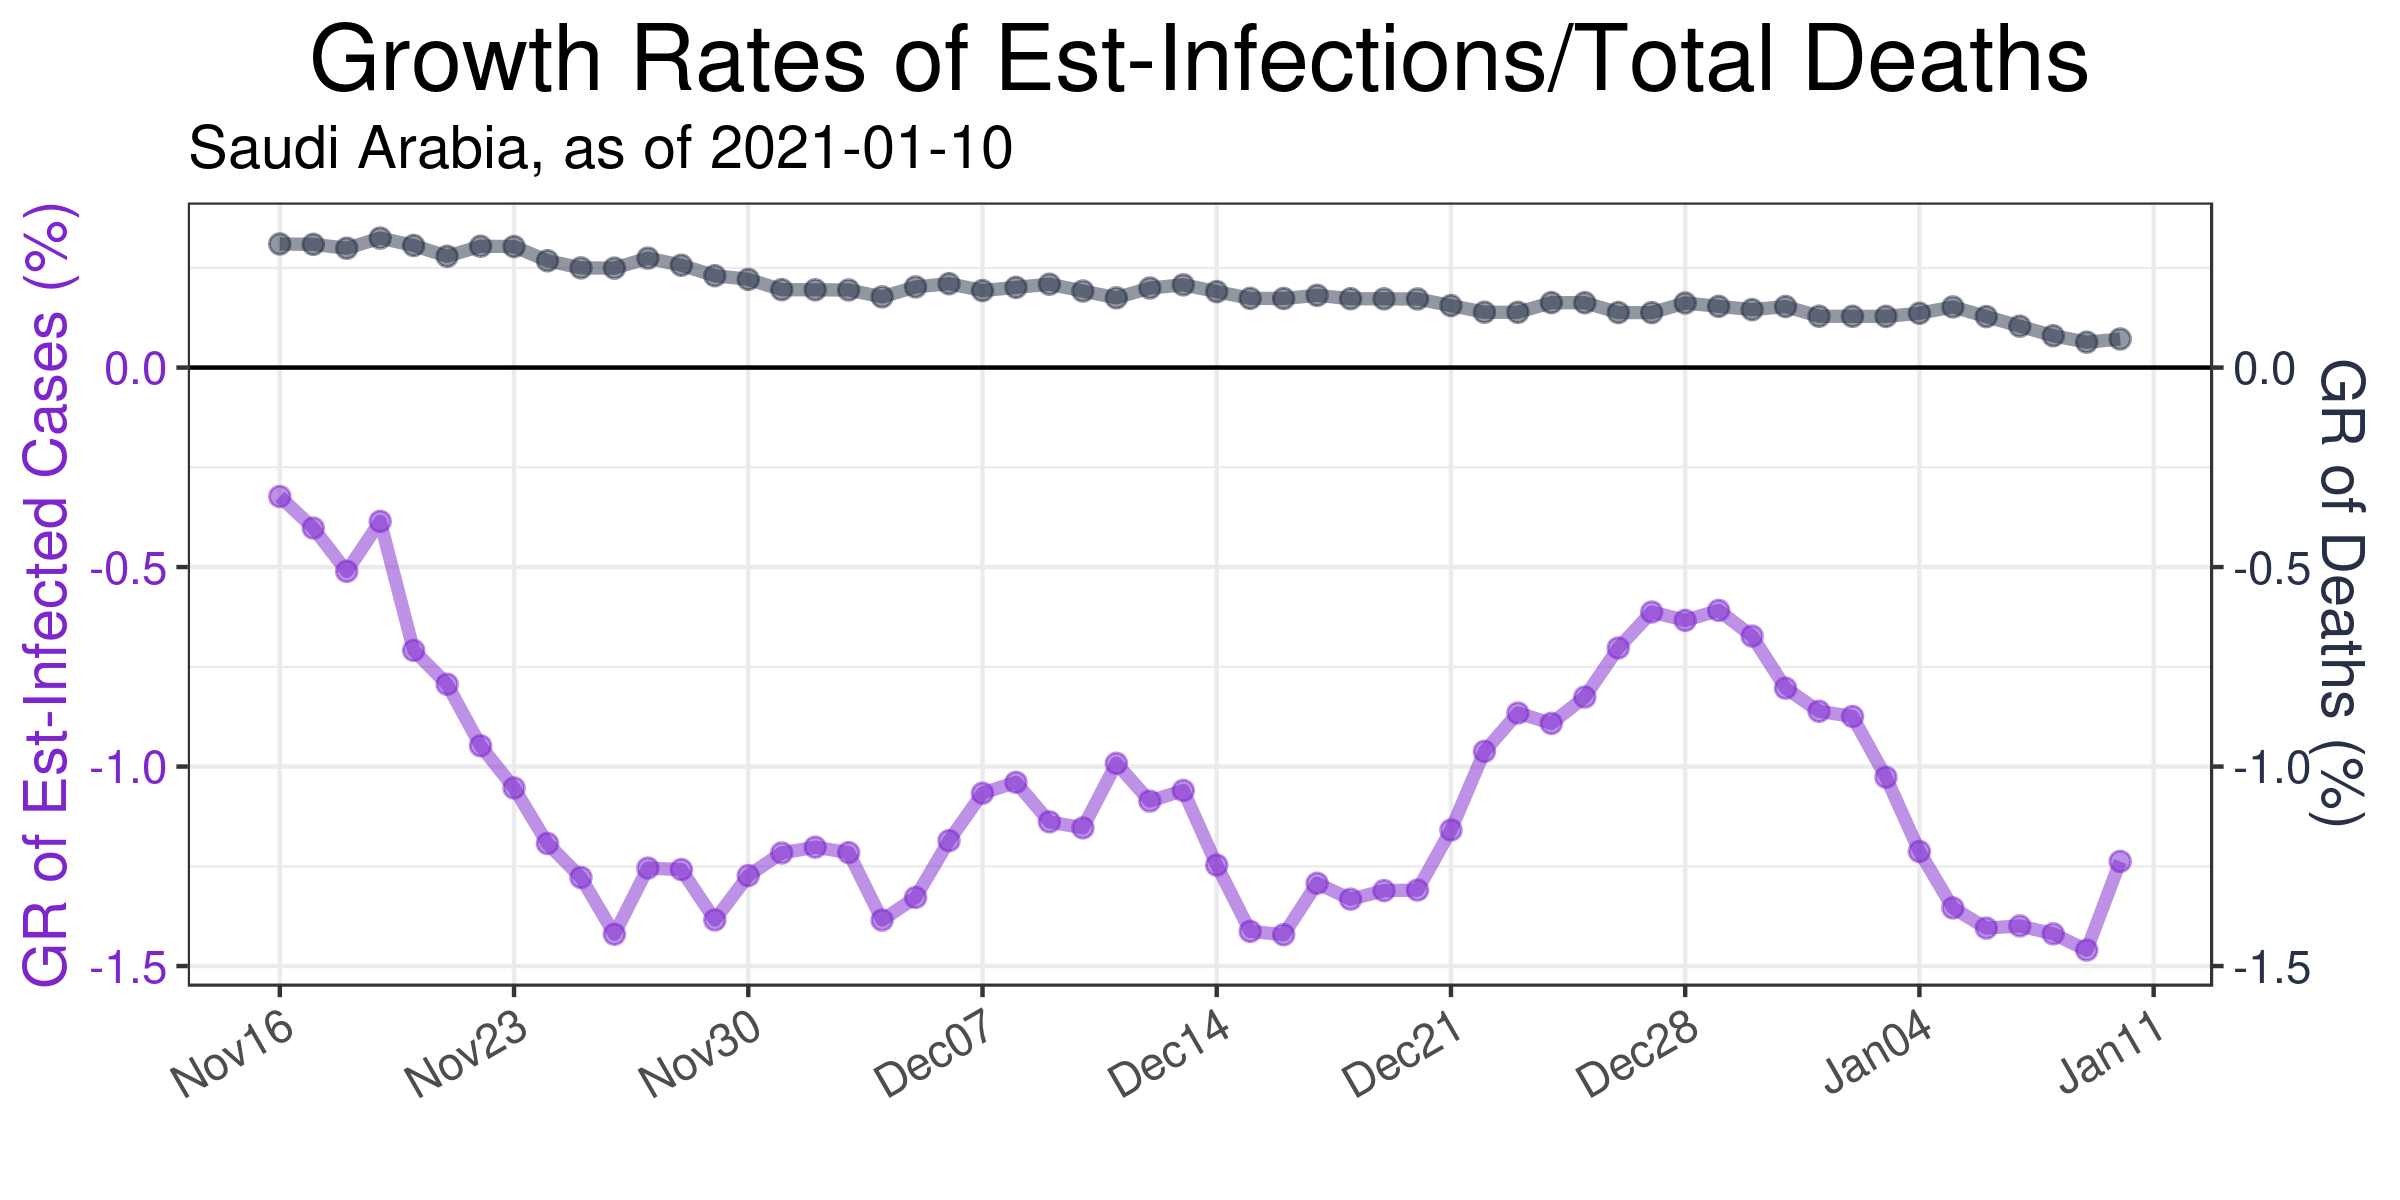 Growth Rates of Est-Infections/Total Deaths
Saudi Arabia, as of 2021-01-10
GR of Est-Infected Cases (%)
0.0
-0.5
-1.0
-1.5
0.0
-0.5
-1.0
-1.5
GR of Deaths (%)
Nov16 Nov23 Nov30 Dec07 Dec14 Dec21 Dec28 Jan04 Jan11